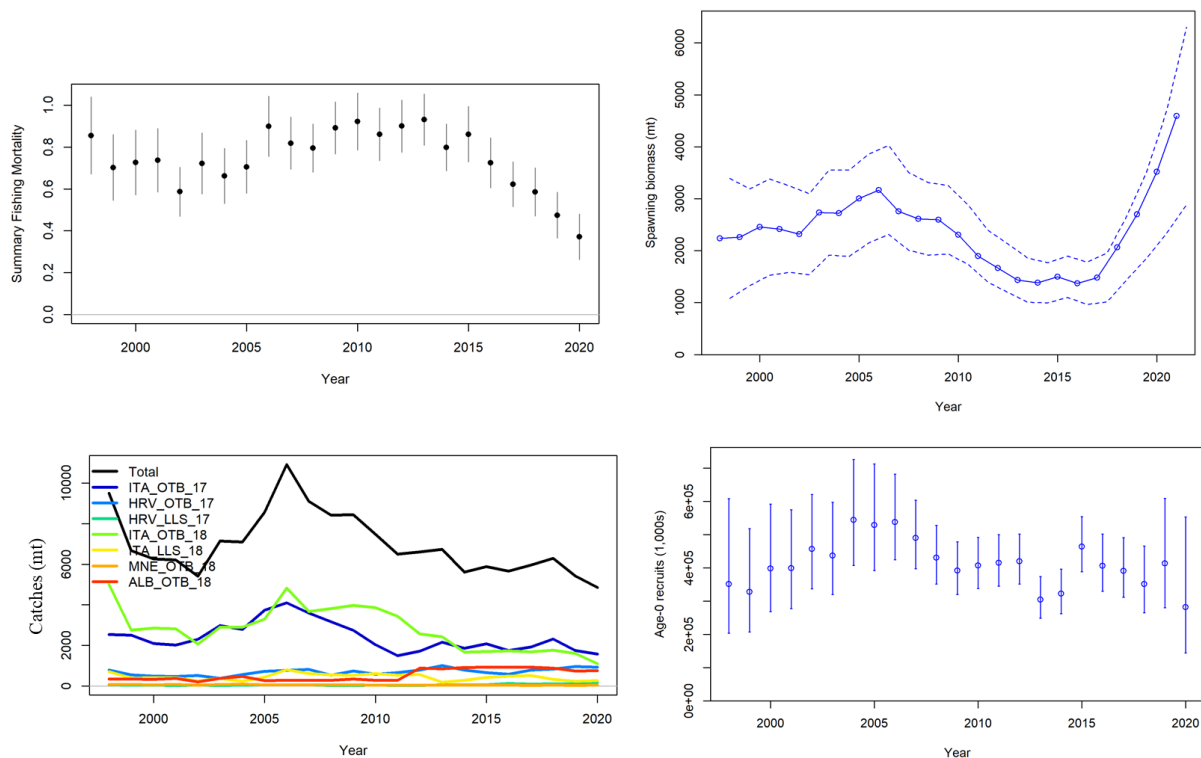 Summary Fishing Mortality
0.0 0.2 0.4 0.6 0.8 1.0
2000 2005 2010 2015 2020
Year
Spawning biomass (mt)
0 1000 2000 3000 4000 5000 6000
2000 2005 2010 2015 2020
Year
Catches (mt)
0 2000 6000 10000
Total
ITA_OTB_17
HRV_OTB_17
HRV_LLS_17
ITA_OTB_18
ITA_LLS_18
MNE_OTB_18
ALB_OTB_18
2000 2005 2010 2015 2020
Year
Age-0 recruits (1,000s)
0e+00 2e+05 4e+05 6e+05
2000 2005 2010 2015 2020
Year